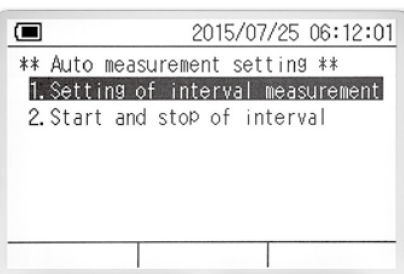 2015/07/25 06:12:01
** Auto measurement setting **
1. Setting of interval measurement
2. Start and stop of interval